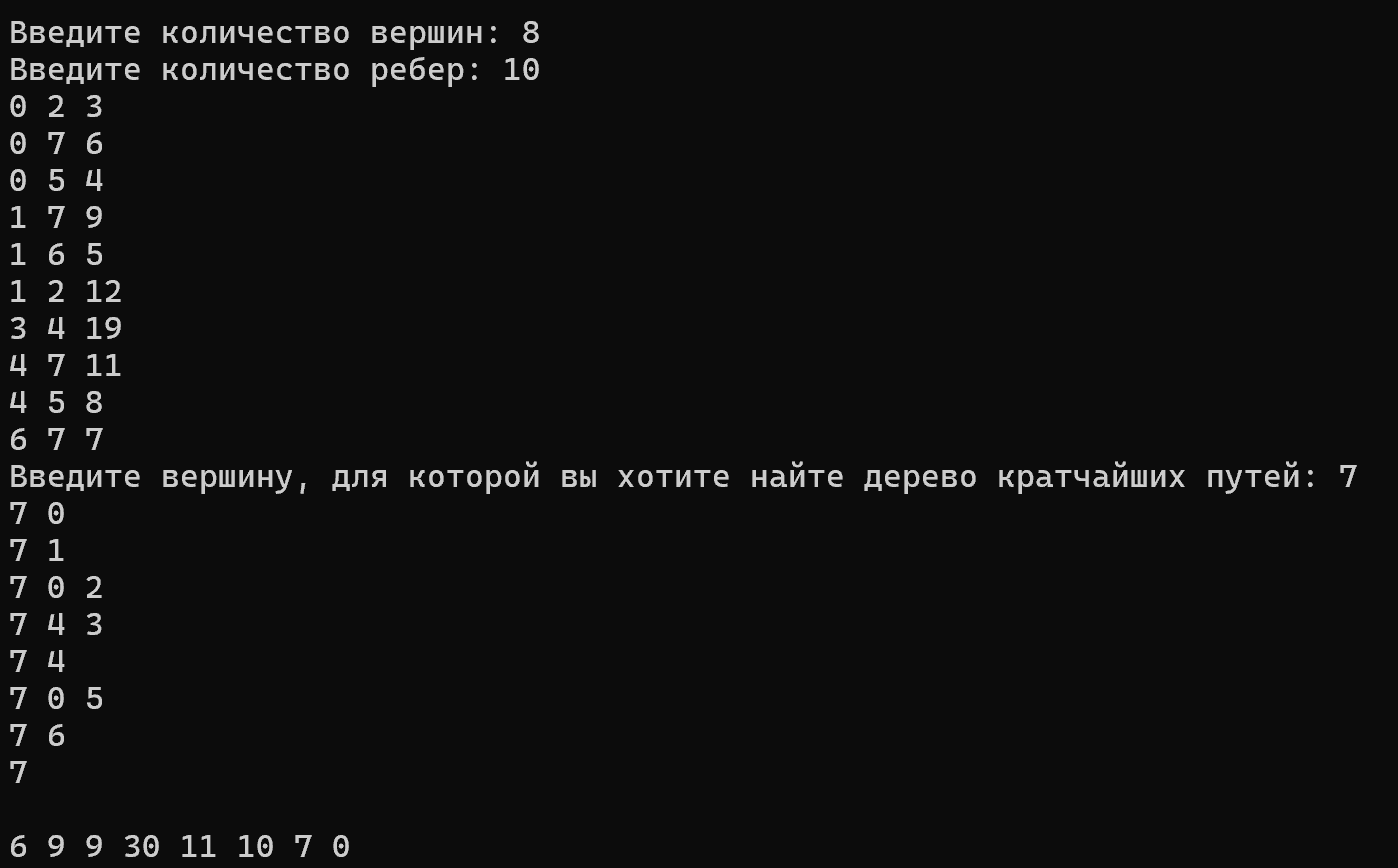 Введите количество вершин: 8
Введите количество ребер: 10
0 2 3
0 7 6
0 5 4
1 7 9
1 6 5
1 2 12
3 4 19
4 7 11
4 5 8
6 7 7
Введите вершину, для которой вы хотите найте дерево кратчайших путей: 7
7 0
7 1
7 0 2
7 4 3
7 4
7 0 5
7 6
7
6 9 9 30 11 10 7 0